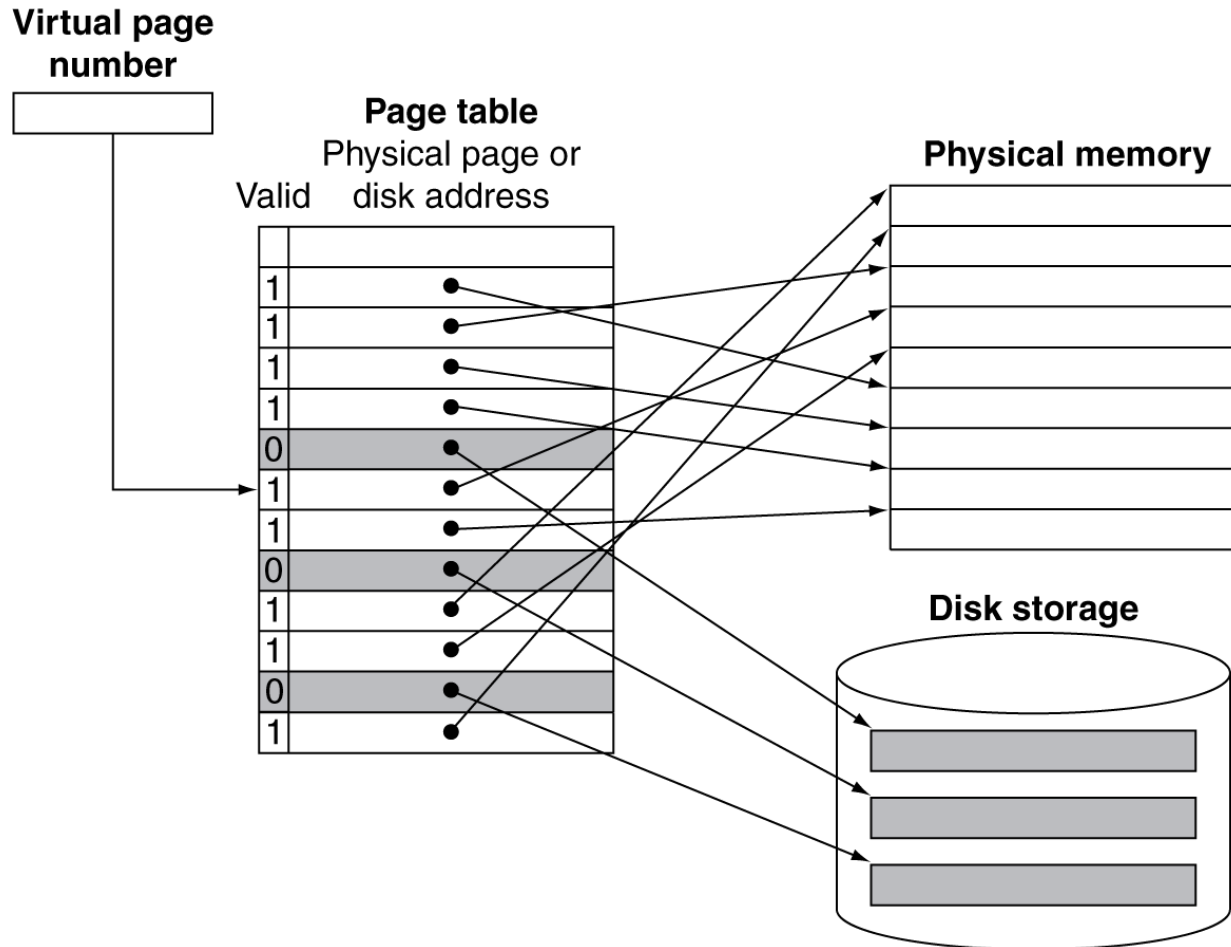 Virtual page
number
Page table
Physical page or
Valid disk address
Physical memory
1
1
1
1
0
1
1
0
1
1
0
1
Disk storage